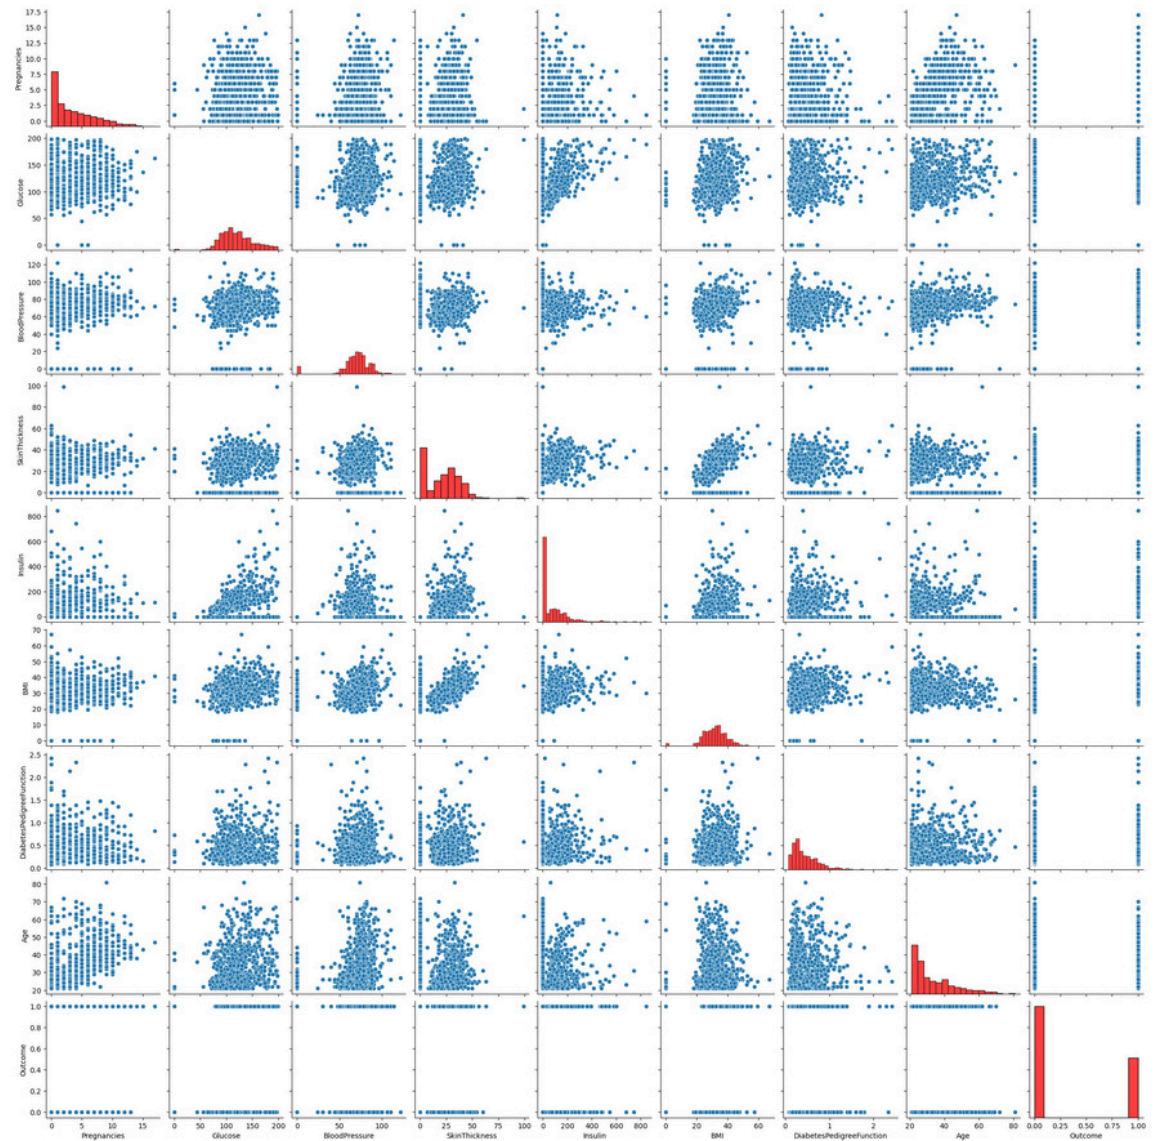 17.5
15.0
12.5
10.0
7.5
5.0
2.5
0.0
Pregnancies
200
150
100
50
0
Glucose
120
100
80
60
40
20
0
BloodPressure
100
80
60
40
20
0
SkinThickness
800
600
400
200
0
Insulin
70
60
50
40
30
20
10
0
BMI
2.5
2.0
1.5
1.0
0.5
0.0
DiabetesPedigreeFunction
80
70
60
50
40
30
20
Age
1.0
0.8
0.6
0.4
0.2
0.0
Outcome
0 5 10 15
Pregnancies
0 50 100 150 200
Glucose
0 50 100
BloodPressure
0 25 50 75 100
SkinThickness
0 200 400 600 800
Insulin
0 20 40 60
BMI
0 1 2
DiabetesPedigreeFunction
20 40 60 80
Age
0.00 0.25 0.50 0.75 1.00
Outcome